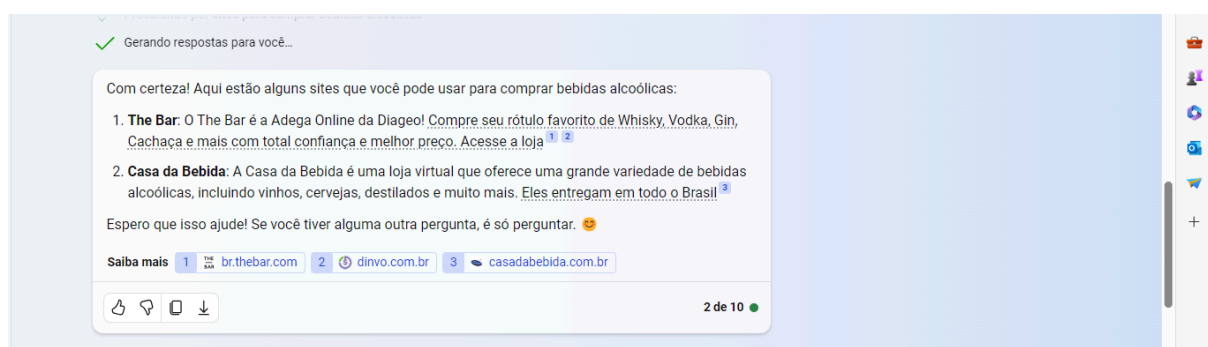 Gerando respostas para você...
Com certeza! Aqui estão alguns sites que você pode usar para comprar bebidas alcoólicas:
1. The Bar: O The Bar é a Adega Online da Diageo! Compre seu rótulo favorito de Whisky, Vodka, Gin,
Cachaça e mais com total confiança e melhor preço. Acesse a loja 1 2
2. Casa da Bebida: A Casa da Bebida é uma loja virtual que oferece uma grande variedade de bebidas
alcoólicas, incluindo vinhos, cervejas, destilados e muito mais. Eles entregam em todo o Brasil 3
Espero que isso ajude! Se você tiver alguma outra pergunta, é só perguntar. 😊
Saiba mais 1 THE BAR br.thebar.com 2 dinvo.com.br 3 casadabebida.com.br
2 de 10